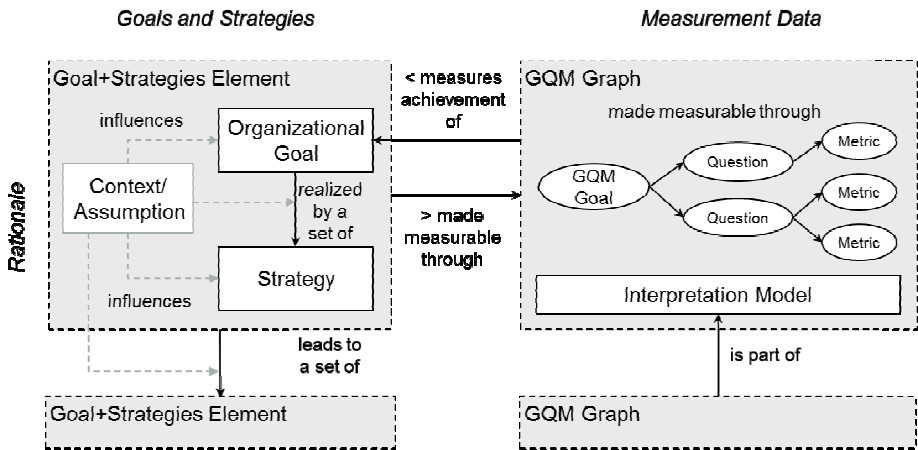 Goals and Strategies
Measurement Data
Rationale
Goal+Strategies Element
influences
Organizational
Goal
Context/
Assumption
realized
by a
set of
Strategy
influences
leads to
a set of
Goal+Strategies Element
< measures
achievement
of
> made
measurable
through
GQM Graph
made measurable through
GQM
Goal
Question
Question
Metric
Metric
Metric
Interpretation Model
is part of
GQM Graph